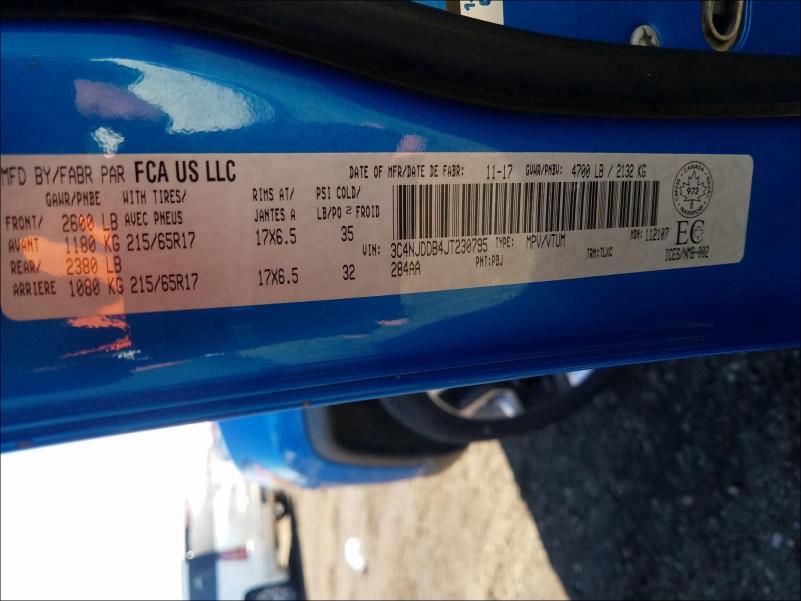 MFD BY/FABR PAR FCA US LLC DATE OF MFR/DATE DE FABR: 11-17 GVWR/PNBV: 4700 LB / 2132 KG
GAWR/PNBE WITH TIRES/ RIMS AT/ PSI COLD/
AVEC PNEUS JANTES A LB/PO 2 FROID
FRONT/ 2600 LB
AVANT 1180 KG 215/65R17 17X6.5 35
REAR/ 2380 LB
ARRIERE 1080 KG 215/65R17 17X6.5 32
VIN: 3C4NJDDB4JT230795 TYPE: MPV/VTUM MDH: 112107
284AA PNT: PBJ TRM: TLXC
CANADA
972
TRANSPORT
EC
ICES/NMB-002